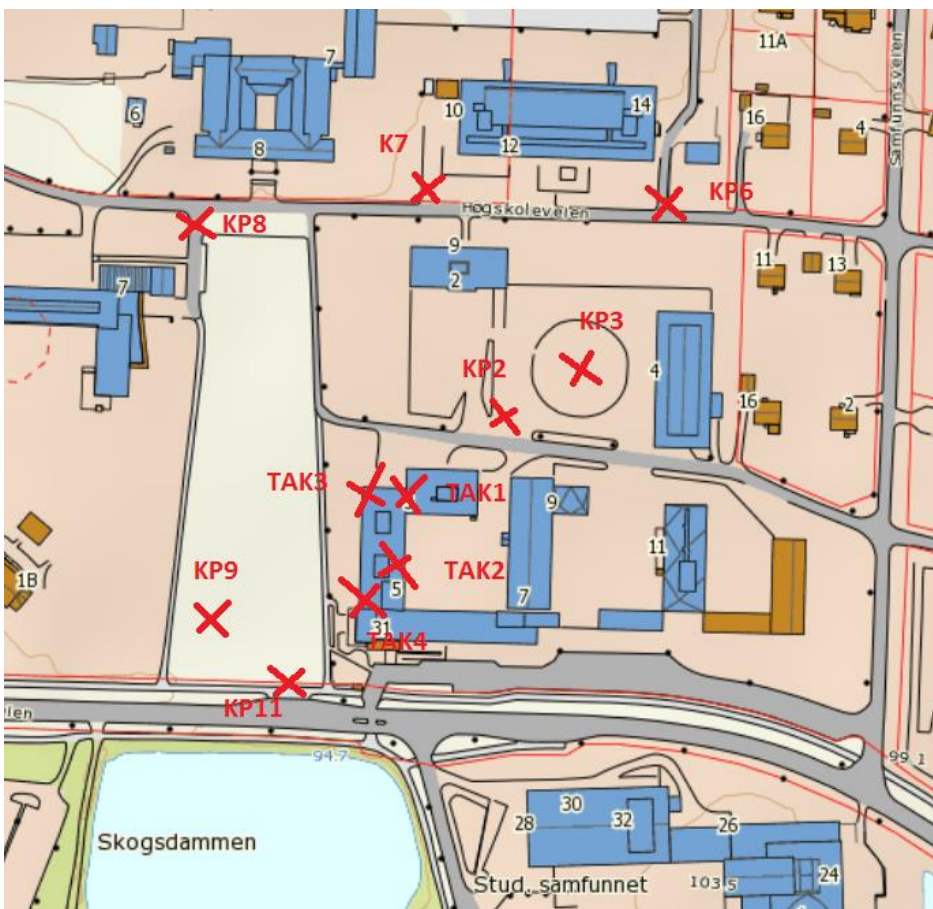 11A
7
6
10
14
16
4
Samfunnsveien
12
8
K7
KP6
Høgskoleveien
KP8
9
2
11
13
7
KP3
4
KP2
16
2
TAK3
TAK1
9
TAK2
11
1B
KP9
5
7
31
TAK4
KP11
eien
94.7
99.1
30
28
32
26
Skogsdammen
24
Stud. samfunnet
103.5